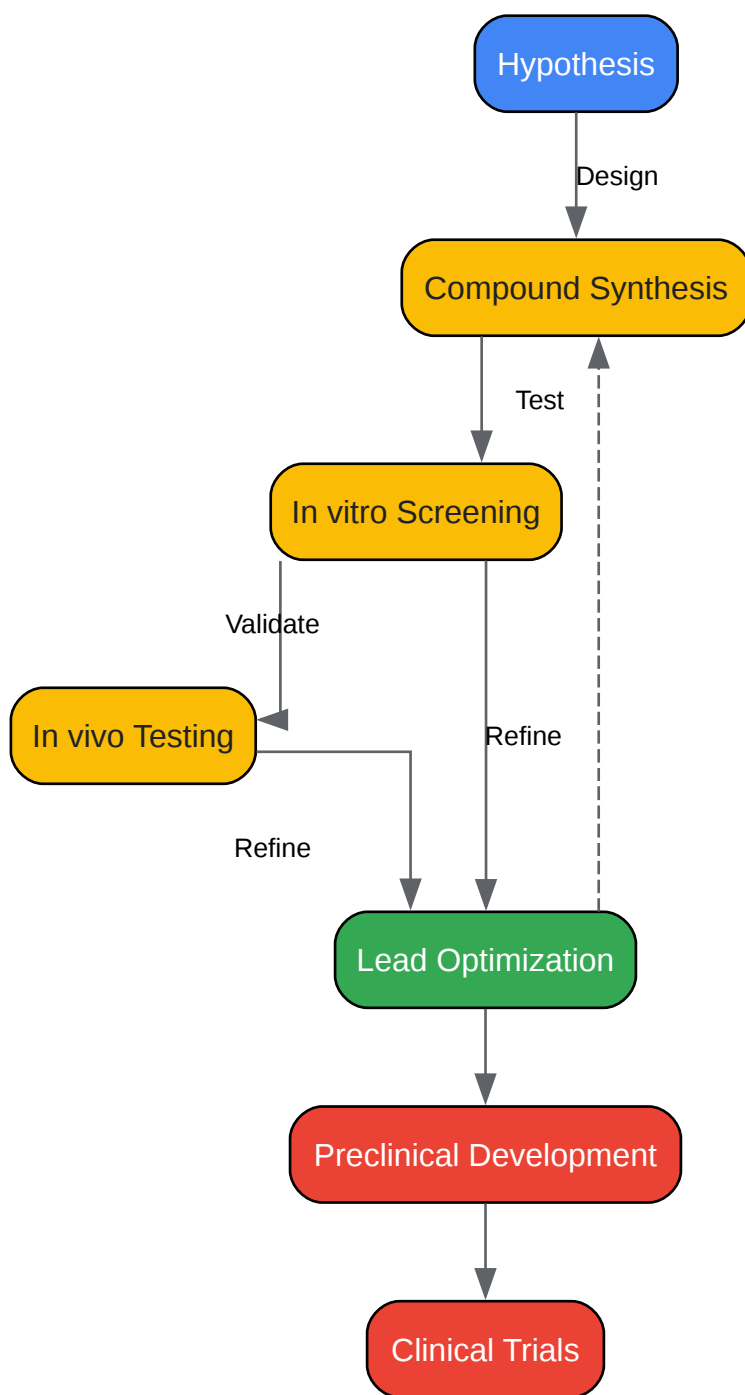 Hypothesis
Design
Compound Synthesis
Test
In vitro Screening
Validate
In vivo Testing
Refine
Refine
Lead Optimization
Preclinical Development
Clinical Trials